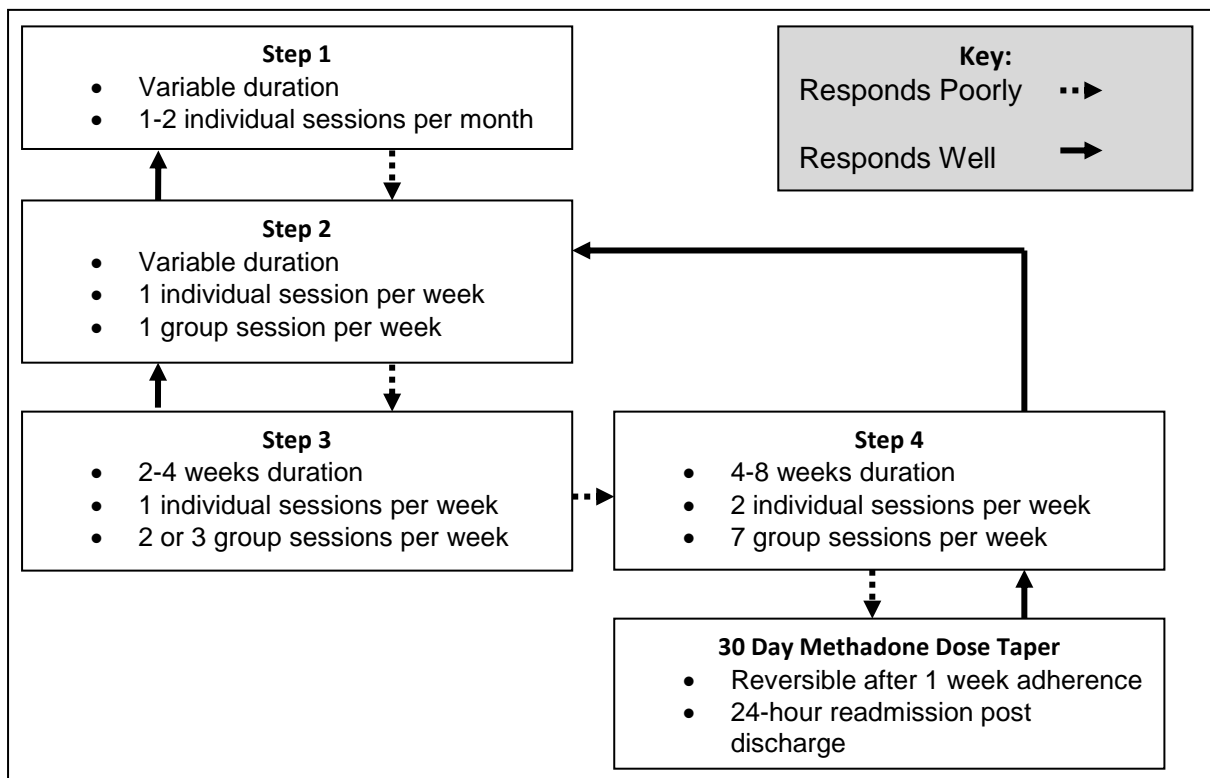 Step 1
• Variable duration
• 1-2 individual sessions per month
Key:
Responds Poorly
Responds Well
Step 2
• Variable duration
• 1 individual session per week
• 1 group session per week
Step 3
• 2-4 weeks duration
• 1 individual sessions per week
• 2 or 3 group sessions per week
Step 4
• 4-8 weeks duration
• 2 individual sessions per week
• 7 group sessions per week
30 Day Methadone Dose Taper
• Reversible after 1 week adherence
• 24-hour readmission post
discharge